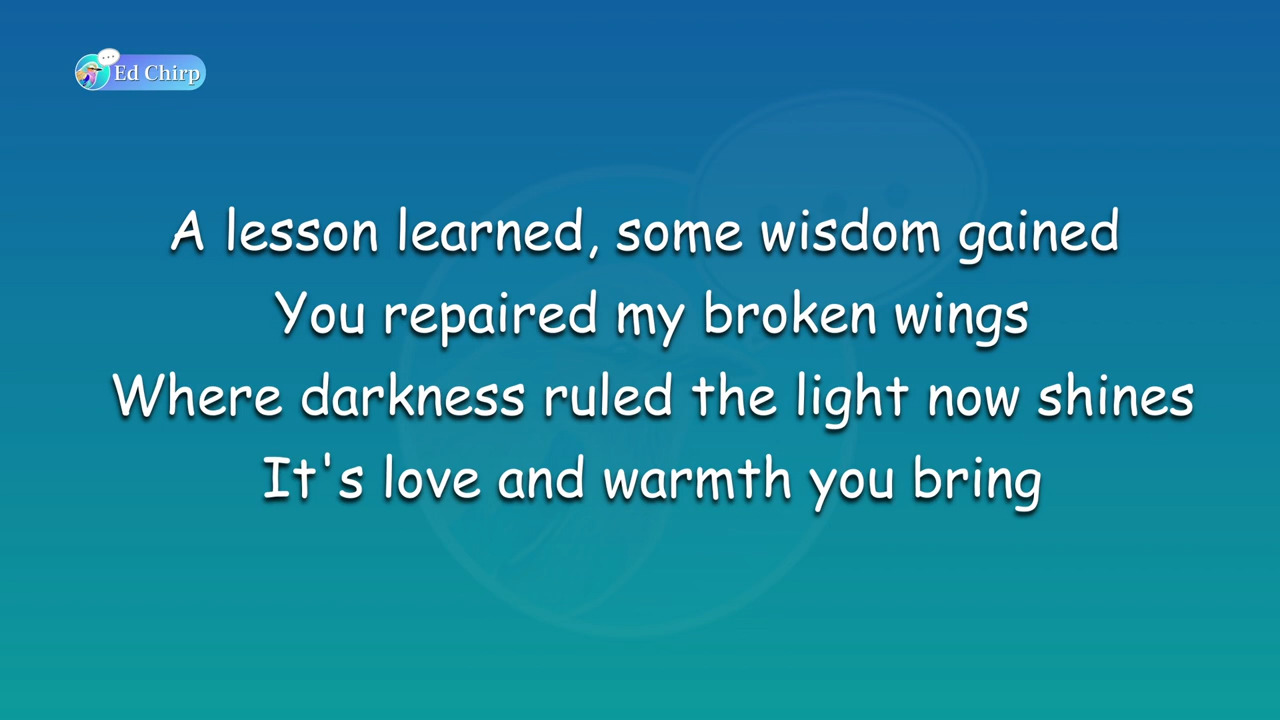 Ed Chirp
A lesson learned, some wisdom gained
You repaired my broken wings
Where darkness ruled the light now shines
It's love and warmth you bring